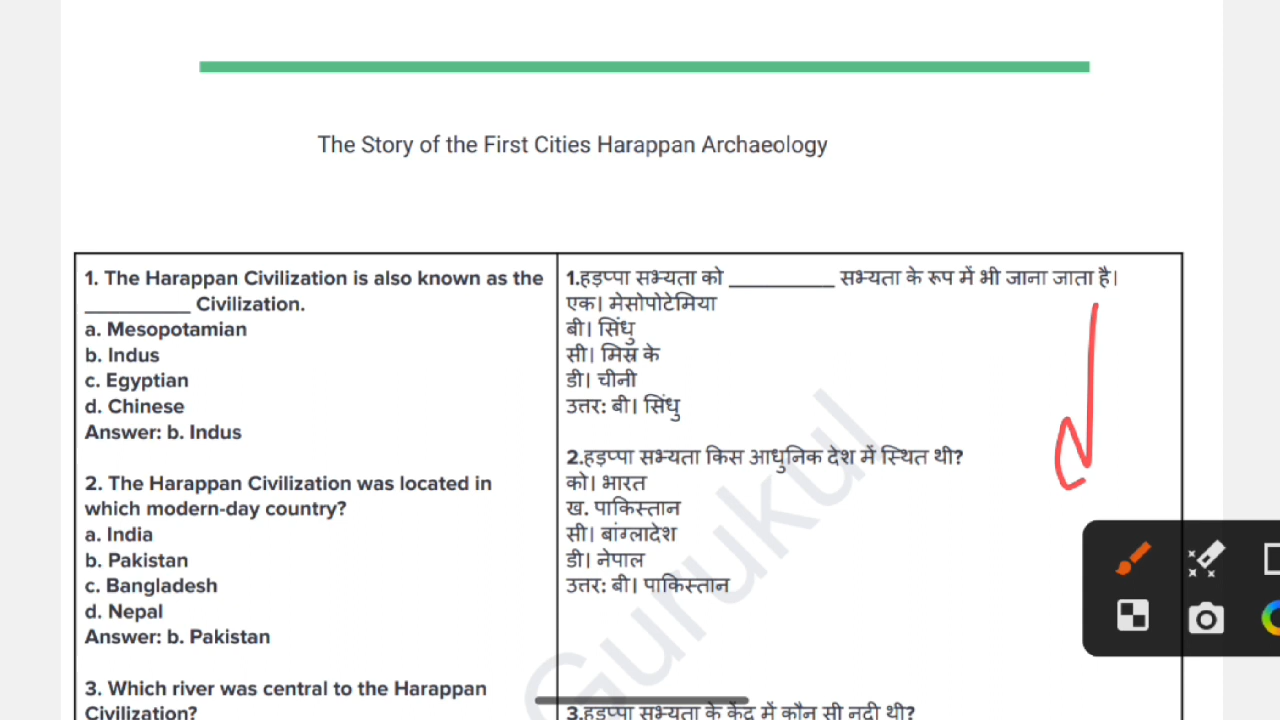 The Story of the First Cities Harappan Archaeology
1. The Harappan Civilization is also known as the
__________ Civilization.
a. Mesopotamian
b. Indus
c. Egyptian
d. Chinese
Answer: b. Indus
2. The Harappan Civilization was located in
which modern-day country?
a. India
b. Pakistan
c. Bangladesh
d. Nepal
Answer: b. Pakistan
3. Which river was central to the Harappan
Civilization?
1.हड़प्पा सभ्यता को __________ सभ्यता के रूप में भी जाना जाता है।
एक। मेसोपोटेमिया
बी। सिंधु
सी। मिस्र के
डी। चीनी
उत्तर: बी। सिंधु
2.हड़प्पा सभ्यता किस आधुनिक देश में स्थित थी?
को। भारत
ख. पाकिस्तान
सी। बांग्लादेश
डी। नेपाल
उत्तर: बी। पाकिस्तान
3.हड़प्पा सभ्यता के केंद्र में कौन सी नदी थी?
Gurukul